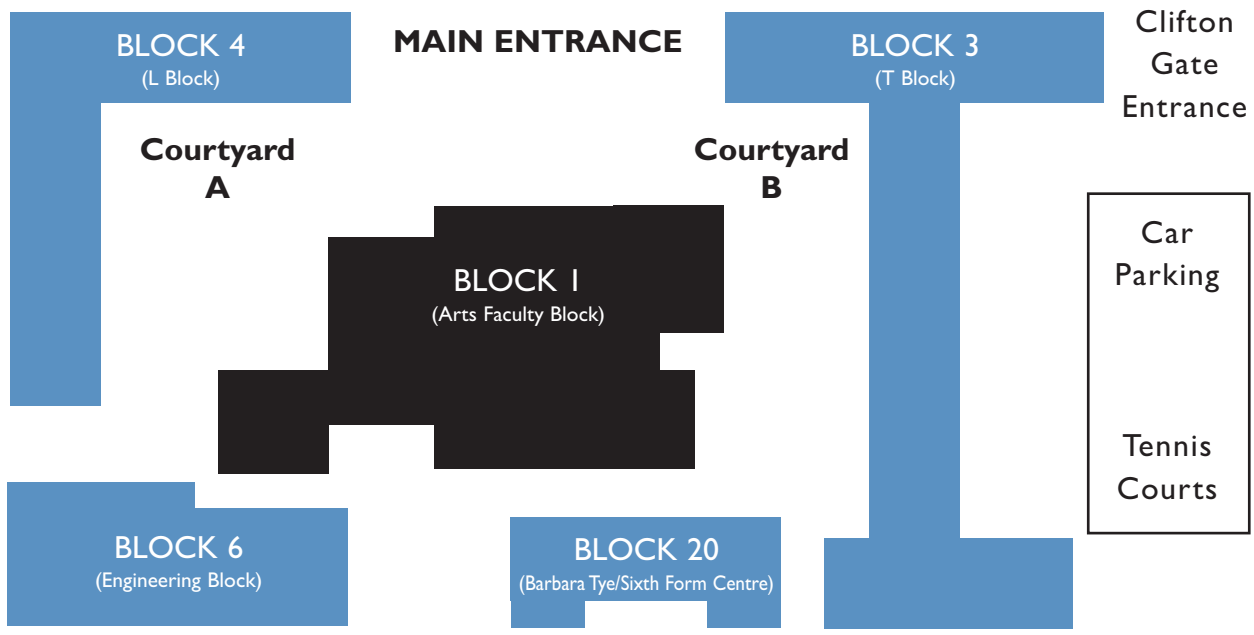 BLOCK 4
(L Block)
MAIN ENTRANCE
BLOCK 3
(T Block)
Clifton
Gate
Entrance
Courtyard
A
Courtyard
B
Car
Parking
BLOCK 1
(Arts Faculty Block)
Tennis
Courts
BLOCK 6
(Engineering Block)
BLOCK 20
(Barbara Tye/Sixth Form Centre)